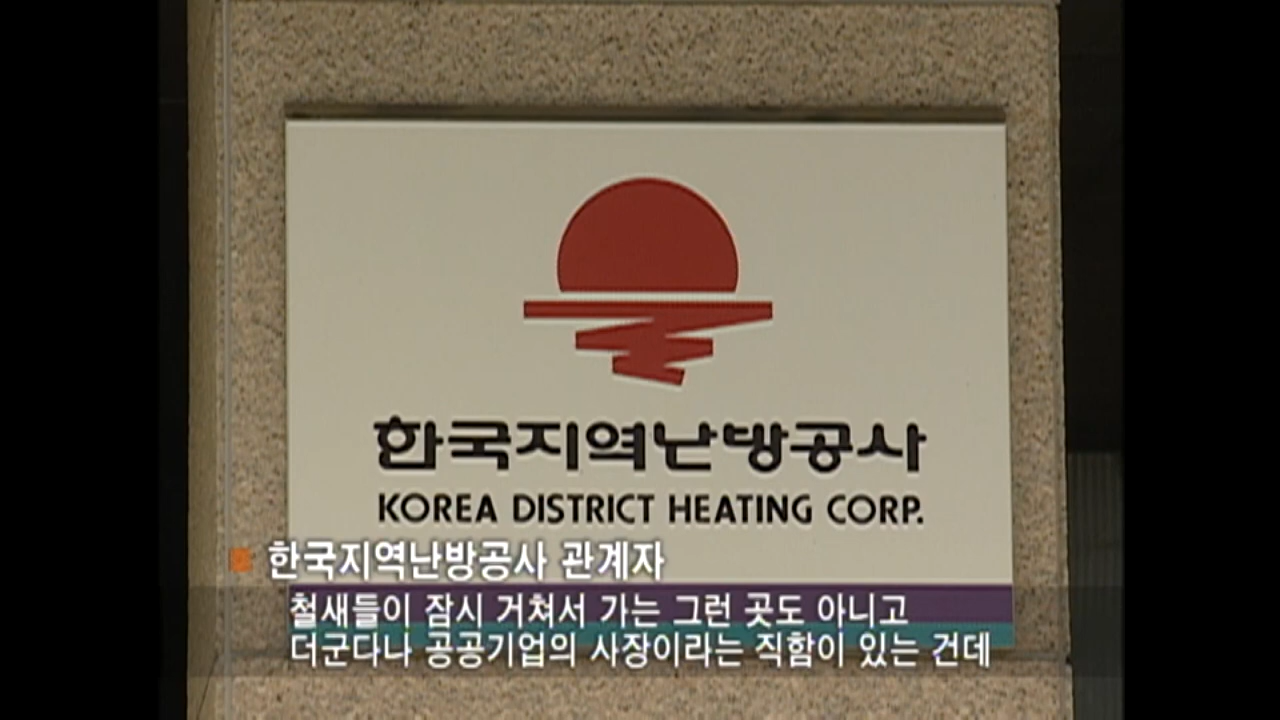 한국지역난방공사
KOREA DISTRICT HEATING CORP.
한국지역난방공사 관계자
철새들이 잠시 거쳐서 가는 그런 곳도 아니고
더군다나 공공기업의 사장이라는 직함이 있는 건데